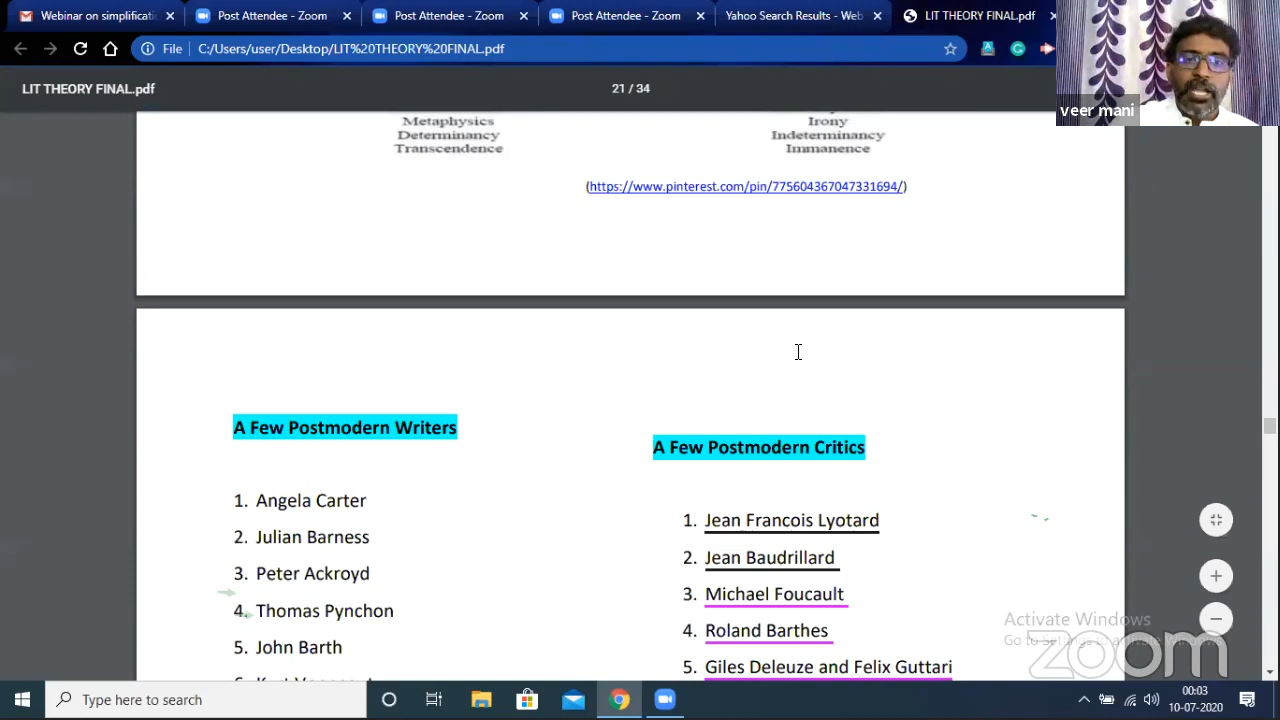 Webinar on simplificati
Post Attendee - Zoom
Post Attendee - Zoom
Post Attendee - Zoom
Yahoo Search Results - Web
LIT THEORY FINAL.pdf
File
C:/Users/user/Desktop/LIT%20THEORY%20FINAL.pdf
LIT THEORY FINAL.pdf
21 / 34
veer mani
Metaphysics
Determinancy
Transcendence
Irony
Indeterminancy
Immanence
(https://www.pinterest.com/pin/775604367047331694/)
A Few Postmodern Writers
1. Angela Carter
2. Julian Barness
3. Peter Ackroyd
4. Thomas Pynchon
5. John Barth
A Few Postmodern Critics
1. Jean Francois Lyotard
2. Jean Baudrillard
3. Michael Foucault
4. Roland Barthes
5. Giles Deleuze and Felix Guttari
Activate Windows
zoom
Type here to search
00:03
10-07-2020